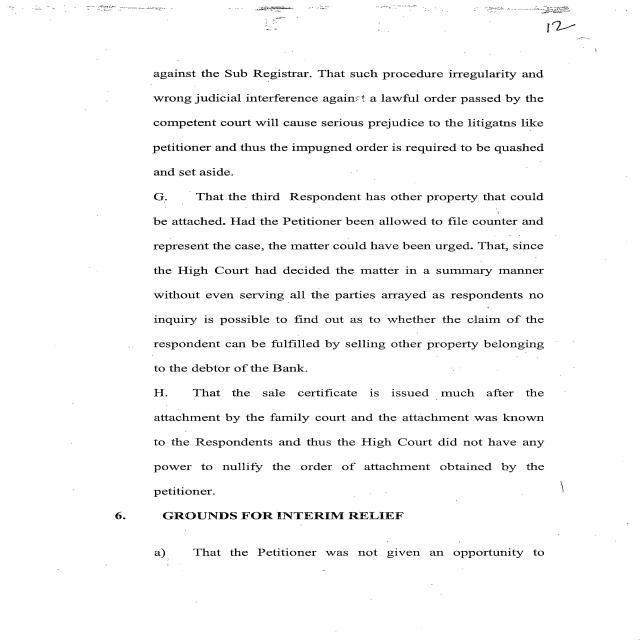 12
against the Sub Registrar. That such procedure irregularity and
wrong judicial interference against a lawful order passed by the
competent court will cause serious prejudice to the litigatns like
petitioner and thus the impugned order is required to be quashed
and set aside.
G. That the third Respondent has other property that could
be attached. Had the Petitioner been allowed to file counter and
represent the case, the matter could have been urged. That, since
the High Court had decided the matter in a summary manner
without even serving all the parties arrayed as respondents no
inquiry is possible to find out as to whether the claim of the
respondent can be fulfilled by selling other property belonging
to the debtor of the Bank.
H. That the sale certificate is issued much after the
attachment by the family court and the attachment was known
to the Respondents and thus the High Court did not have any
power to nullify the order of attachment obtained by the
petitioner.
6. GROUNDS FOR INTERIM RELIEF
a) That the Petitioner was not given an opportunity to